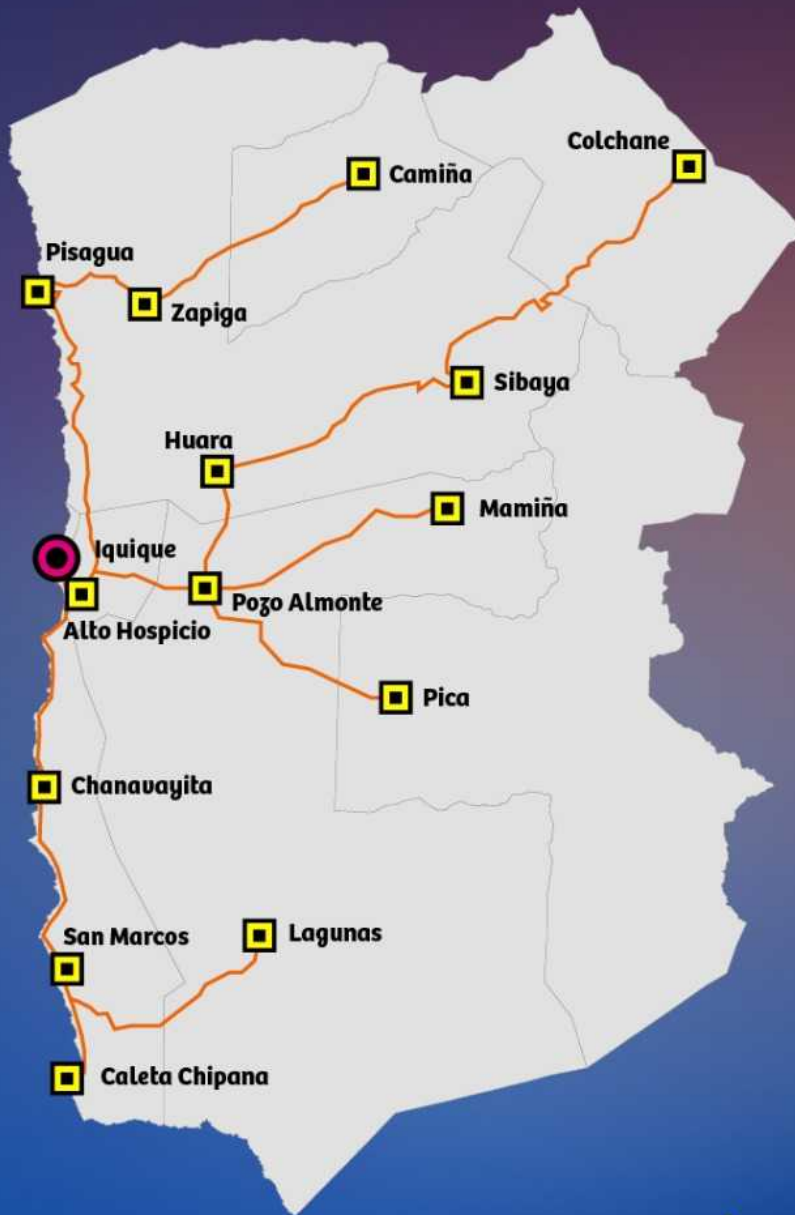 Colchane
Camiña
Pisagua
Zapiga
Sibaya
Huara
Mamiña
Iquique
Pozo Almonte
Alto Hospicio
Pica
Chanavayita
Lagunas
San Marcos
Caleta Chipana